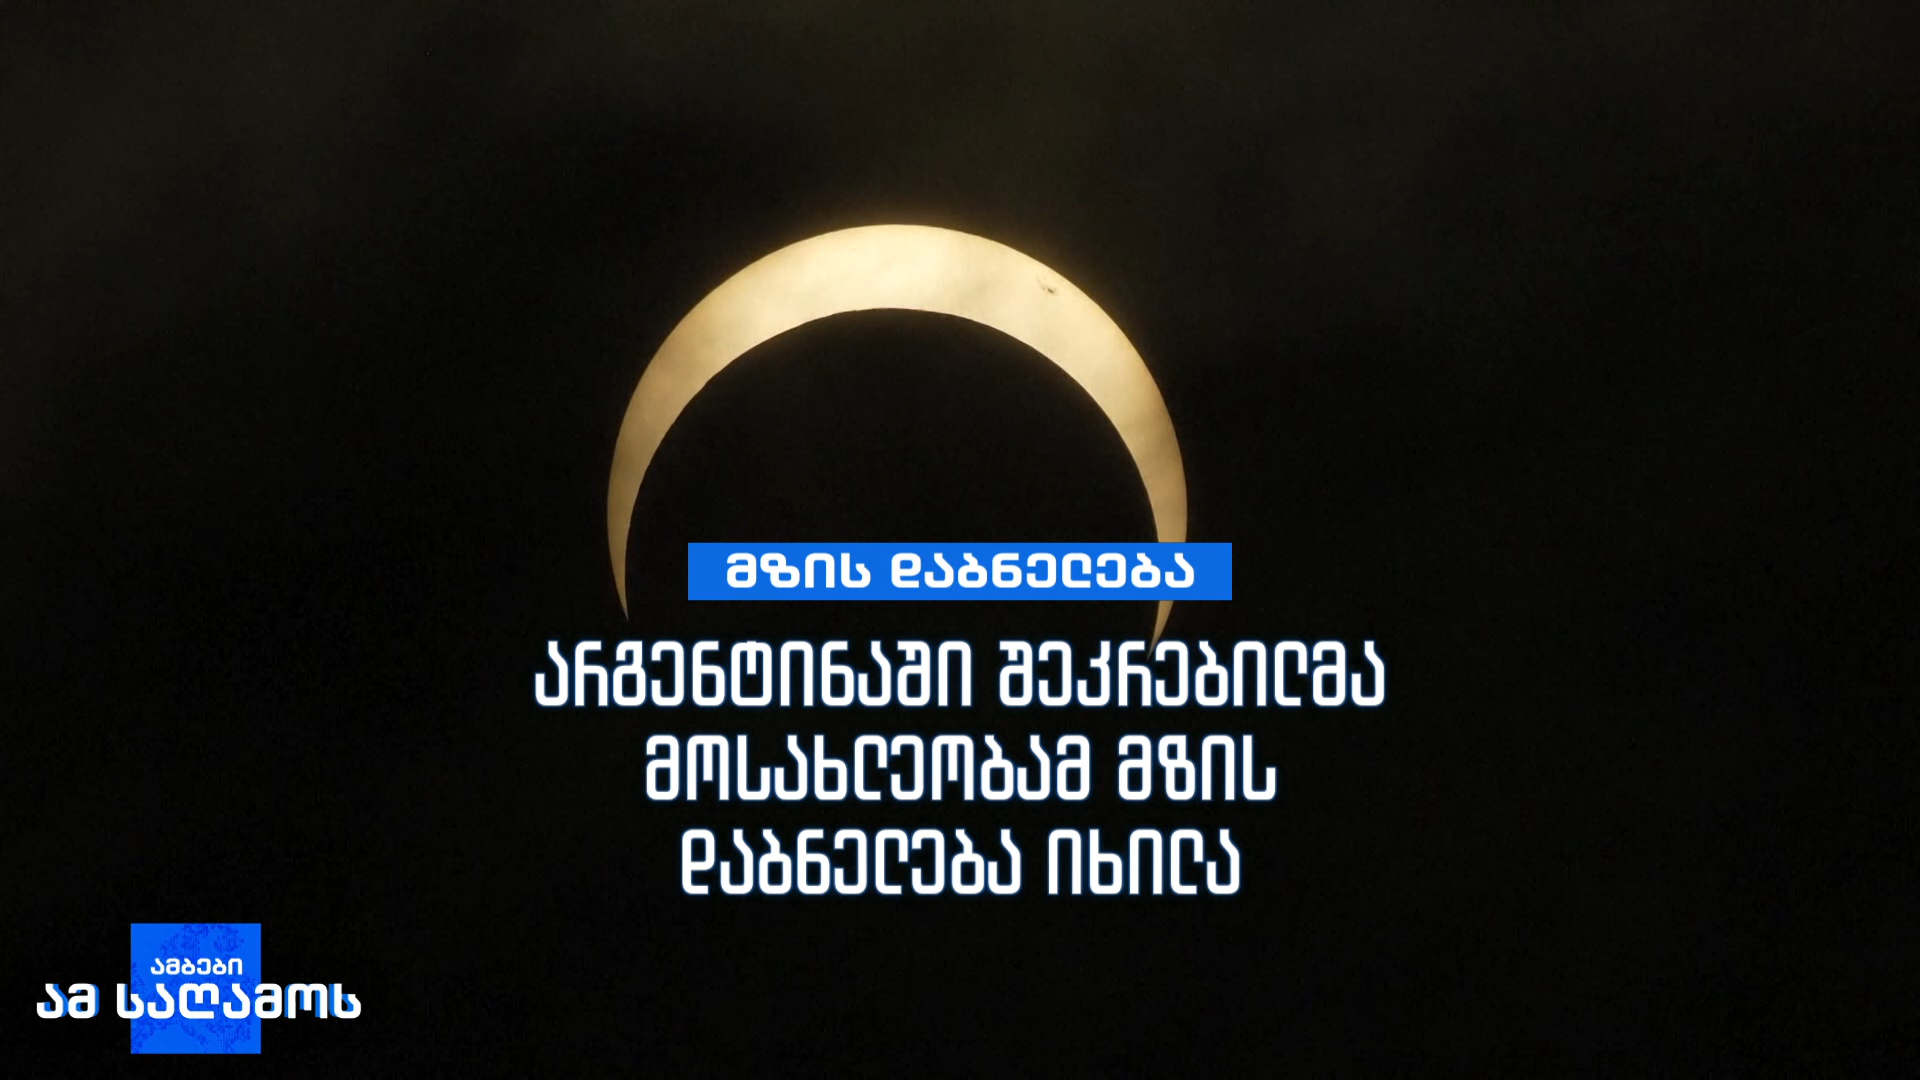 მზის დაბნელება
არგენტინაში შეკრებილმა
მოსახლეობამ მზის
დაბნელება იხილა
ამბები
ამ საღამოს